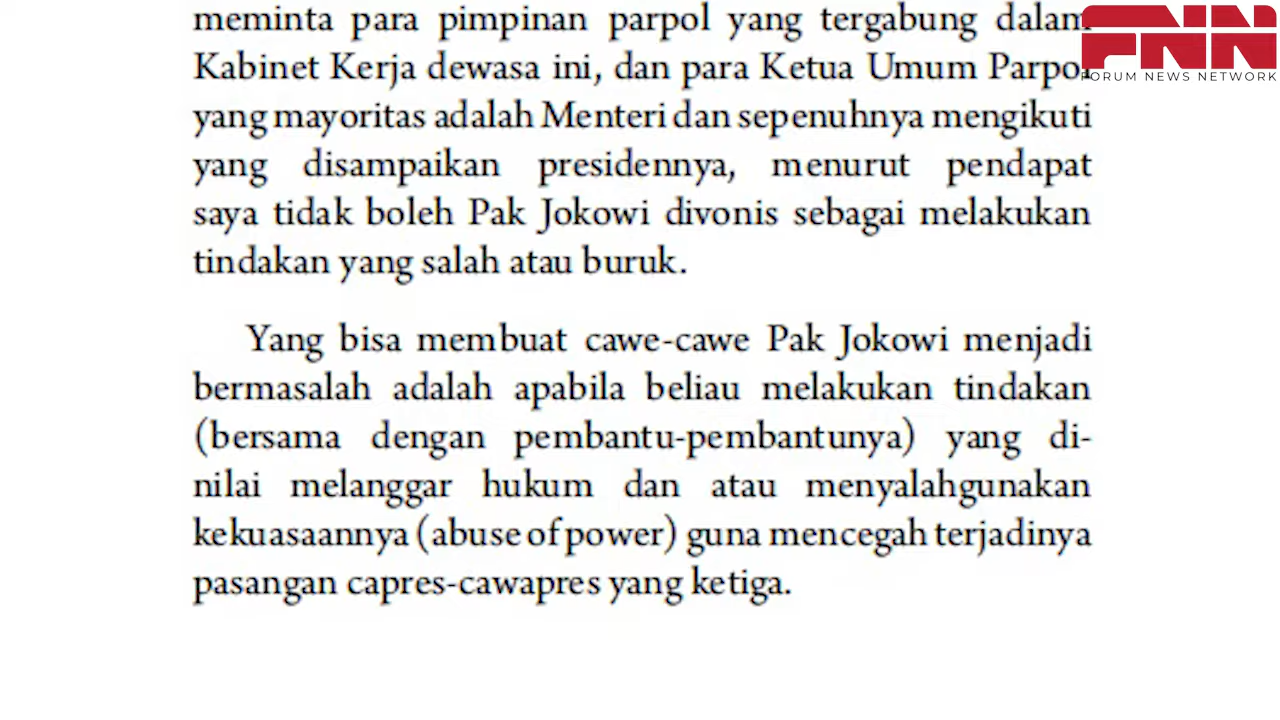 meminta para pimpinan parpol yang tergabung dalam
Kabinet Kerja dewasa ini, dan para Ketua Umum Parpol
yang mayoritas adalah Menteri dan sepenuhnya mengikuti
yang disampaikan presidennya, menurut pendapat
saya tidak boleh Pak Jokowi divonis sebagai melakukan
tindakan yang salah atau buruk.
Yang bisa membuat cawe-cawe Pak Jokowi menjadi
bermasalah adalah apabila beliau melakukan tindakan
(bersama dengan pembantu-pembantunya) yang di-
nilai melanggar hukum dan atau menyalahgunakan
kekuasaannya (abuse of power) guna mencegah terjadinya
pasangan capres-cawapres yang ketiga.
FNN
FORUM NEWS NETWORK